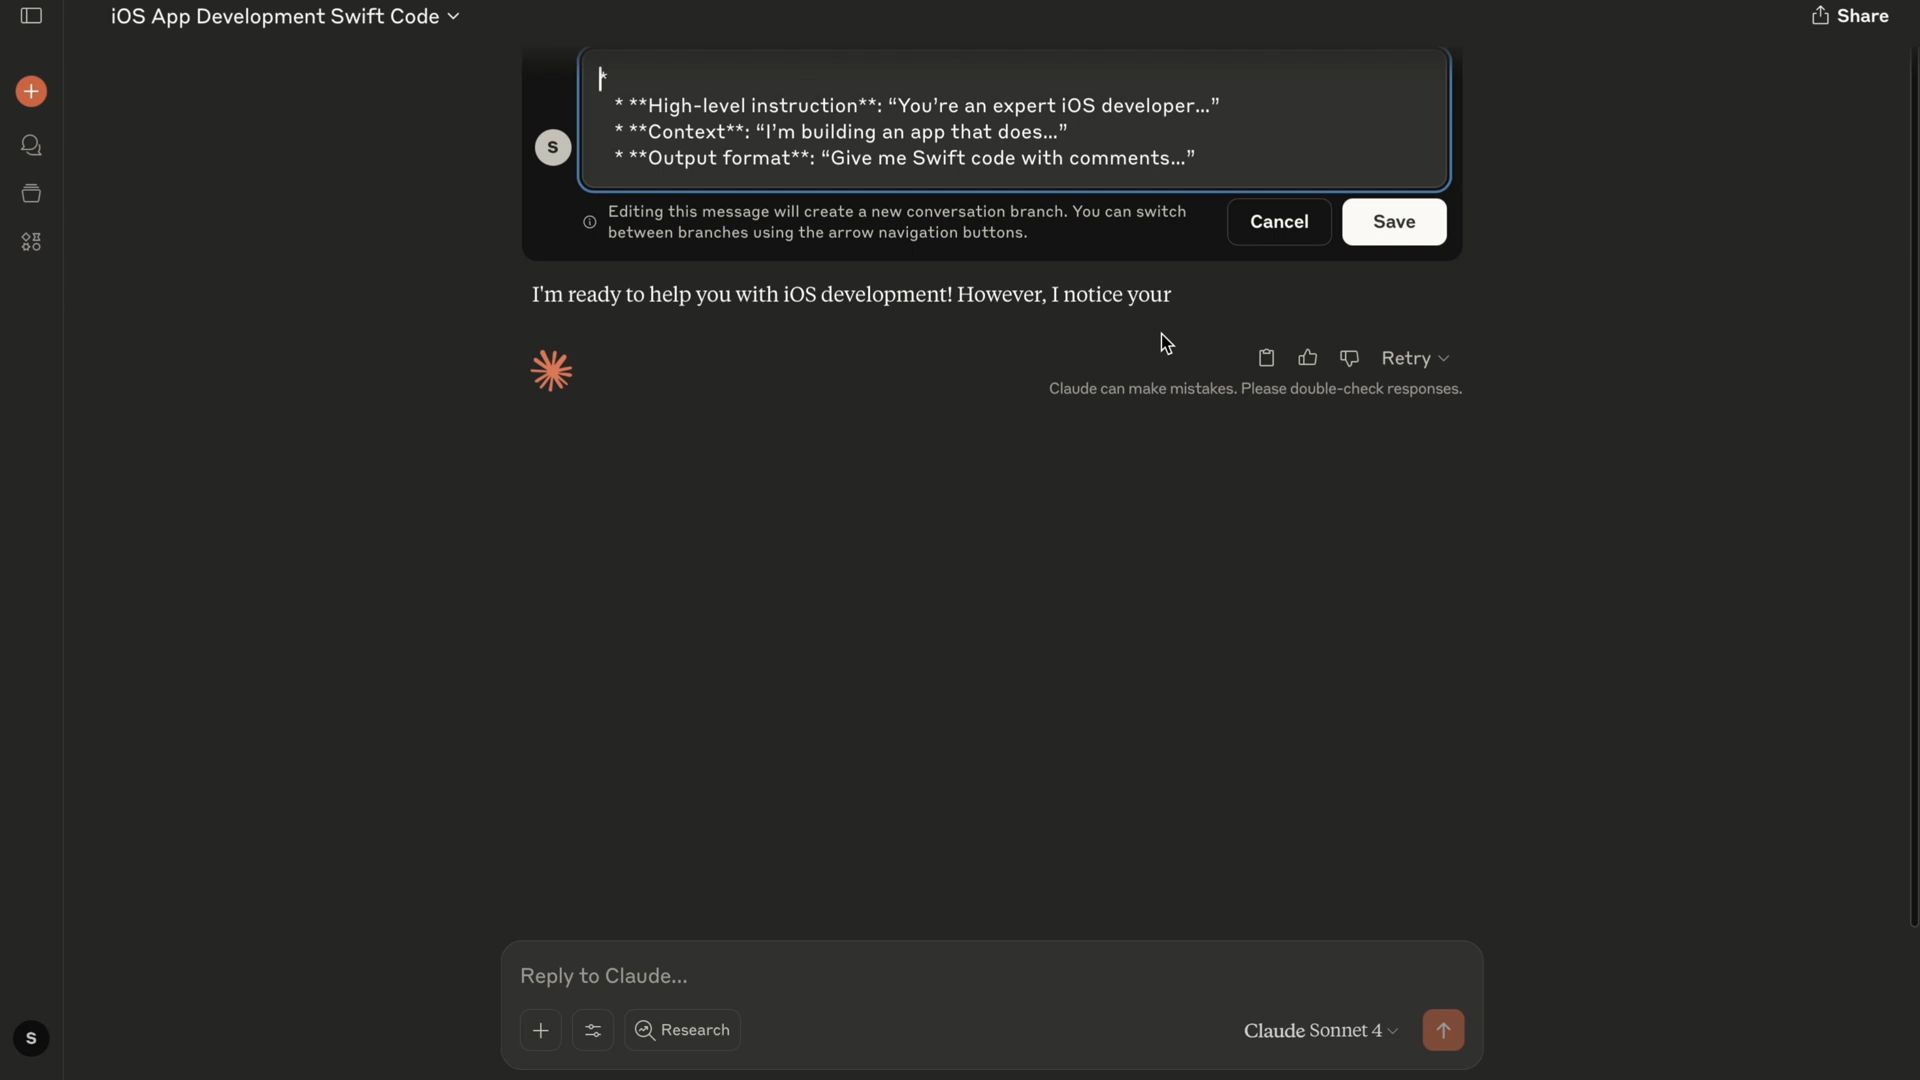 iOS App Development Swift Code
Share
*
* **High-level instruction**: “You’re an expert iOS developer...”
* **Context**: “I’m building an app that does...”
* **Output format**: “Give me Swift code with comments...”
S
Editing this message will create a new conversation branch. You can switch
between branches using the arrow navigation buttons.
Cancel
Save
I'm ready to help you with iOS development! However, I notice your
Retry
Claude can make mistakes. Please double-check responses.
Reply to Claude...
Research
Claude Sonnet 4
S